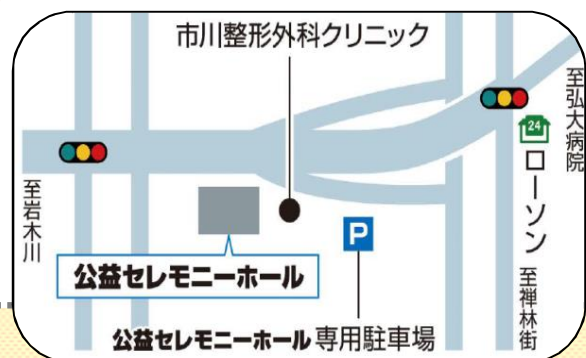 市川整形外科クリニック
至弘大病院
24
ローソン
至岩木川
P
公益セレモニーホール
至禅林街
公益セレモニーホール 専用駐車場